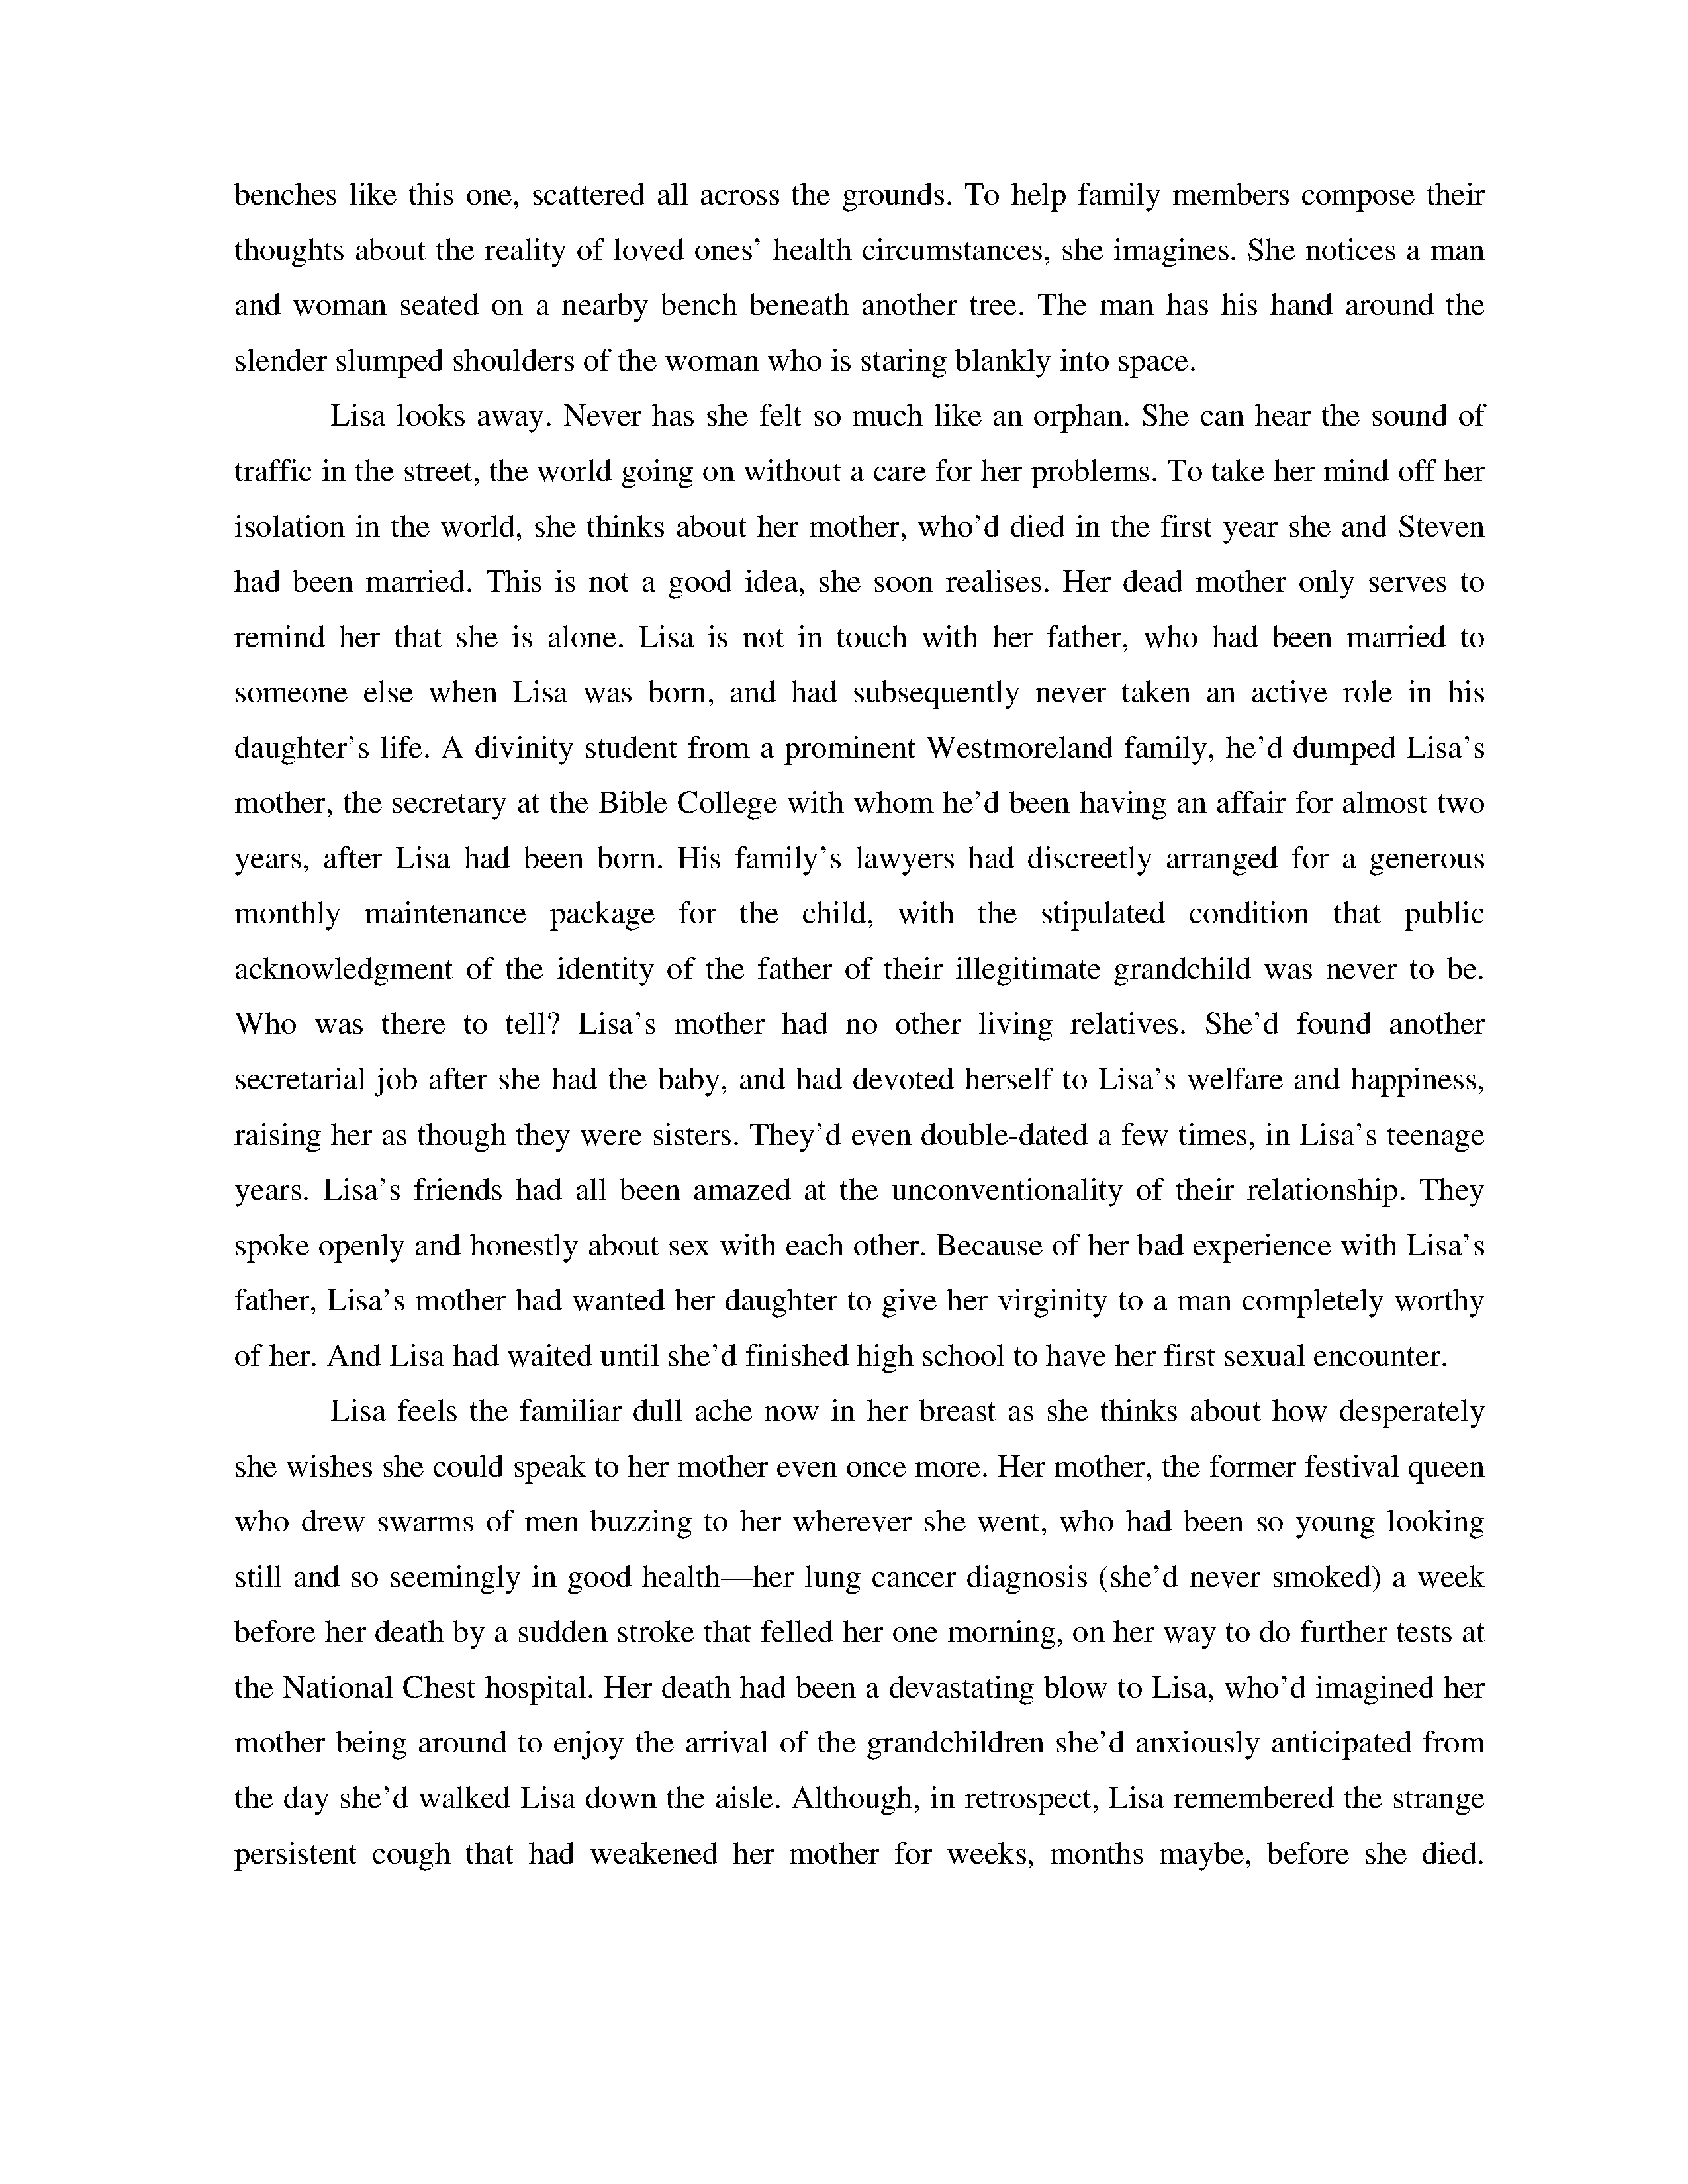 benches like this one, scattered all across the grounds. To help family members compose their
thoughts about the reality of loved ones’ health circumstances, she imagines. She notices a man
and woman seated on a nearby bench beneath another tree. The man has his hand around the
slender slumped shoulders of the woman who is staring blankly into space.
Lisa looks away. Never has she felt so much like an orphan. She can hear the sound of
traffic in the street, the world going on without a care for her problems. To take her mind off her
isolation in the world, she thinks about her mother, who’d died in the first year she and Steven
had been married. This is not a good idea, she soon realises. Her dead mother only serves to
remind her that she is alone. Lisa is not in touch with her father, who had been married to
someone else when Lisa was born, and had subsequently never taken an active role in his
daughter’s life. A divinity student from a prominent Westmoreland family, he’d dumped Lisa’s
mother, the secretary at the Bible College with whom he’d been having an affair for almost two
years, after Lisa had been born. His family’s lawyers had discreetly arranged for a generous
monthly maintenance package for the child, with the stipulated condition that public
acknowledgment of the identity of the father of their illegitimate grandchild was never to be.
Who was there to tell? Lisa’s mother had no other living relatives. She’d found another
secretarial job after she had the baby, and had devoted herself to Lisa’s welfare and happiness,
raising her as though they were sisters. They’d even double-dated a few times, in Lisa’s teenage
years. Lisa’s friends had all been amazed at the unconventionality of their relationship. They
spoke openly and honestly about sex with each other. Because of her bad experience with Lisa’s
father, Lisa’s mother had wanted her daughter to give her virginity to a man completely worthy
of her. And Lisa had waited until she’d finished high school to have her first sexual encounter.
Lisa feels the familiar dull ache now in her breast as she thinks about how desperately
she wishes she could speak to her mother even once more. Her mother, the former festival queen
who drew swarms of men buzzing to her wherever she went, who had been so young looking
still and so seemingly in good health—her lung cancer diagnosis (she’d never smoked) a week
before her death by a sudden stroke that felled her one morning, on her way to do further tests at
the National Chest hospital. Her death had been a devastating blow to Lisa, who’d imagined her
mother being around to enjoy the arrival of the grandchildren she’d anxiously anticipated from
the day she’d walked Lisa down the aisle. Although, in retrospect, Lisa remembered the strange
persistent cough that had weakened her mother for weeks, months maybe, before she died.